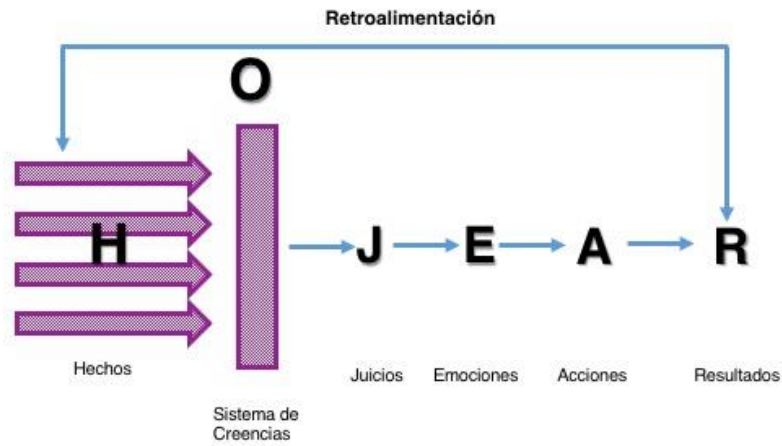 Retroalimentación
O
H
J
E
A
R
Hechos
Juicios
Emociones
Acciones
Resultados
Sistema de
Creencias